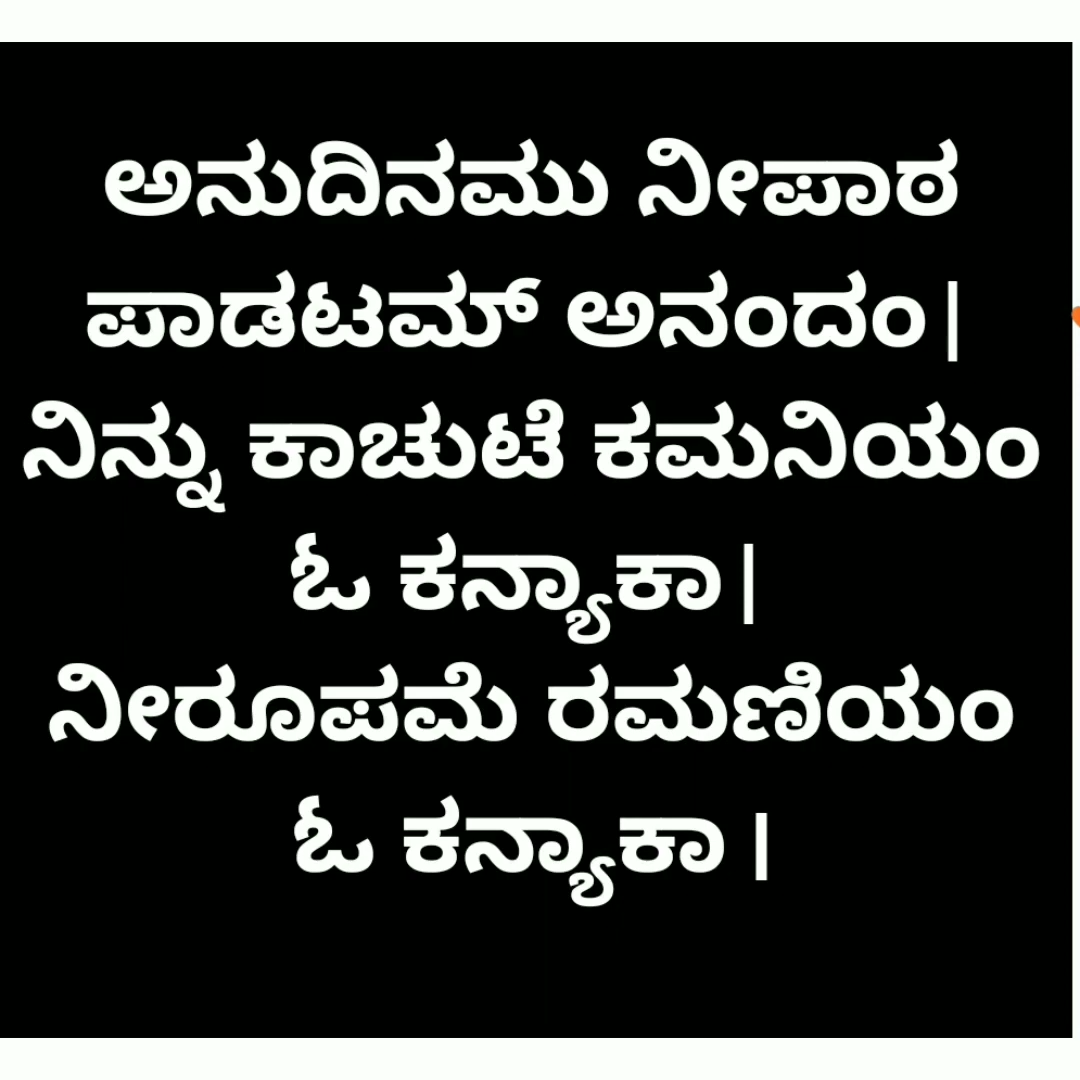 ಅನುದಿನಮು ನೀಪಾಠ
ಪಾಡಟಮ್ ಅನಂದಂ|
ನಿನ್ನು ಕಾಚುಟೆ ಕಮನಿಯಂ
ಓ ಕನ್ಯಾಕಾ|
ನೀರೂಪಮೆ ರಮಣಿಯಂ
ಓ ಕನ್ಯಾಕಾ|